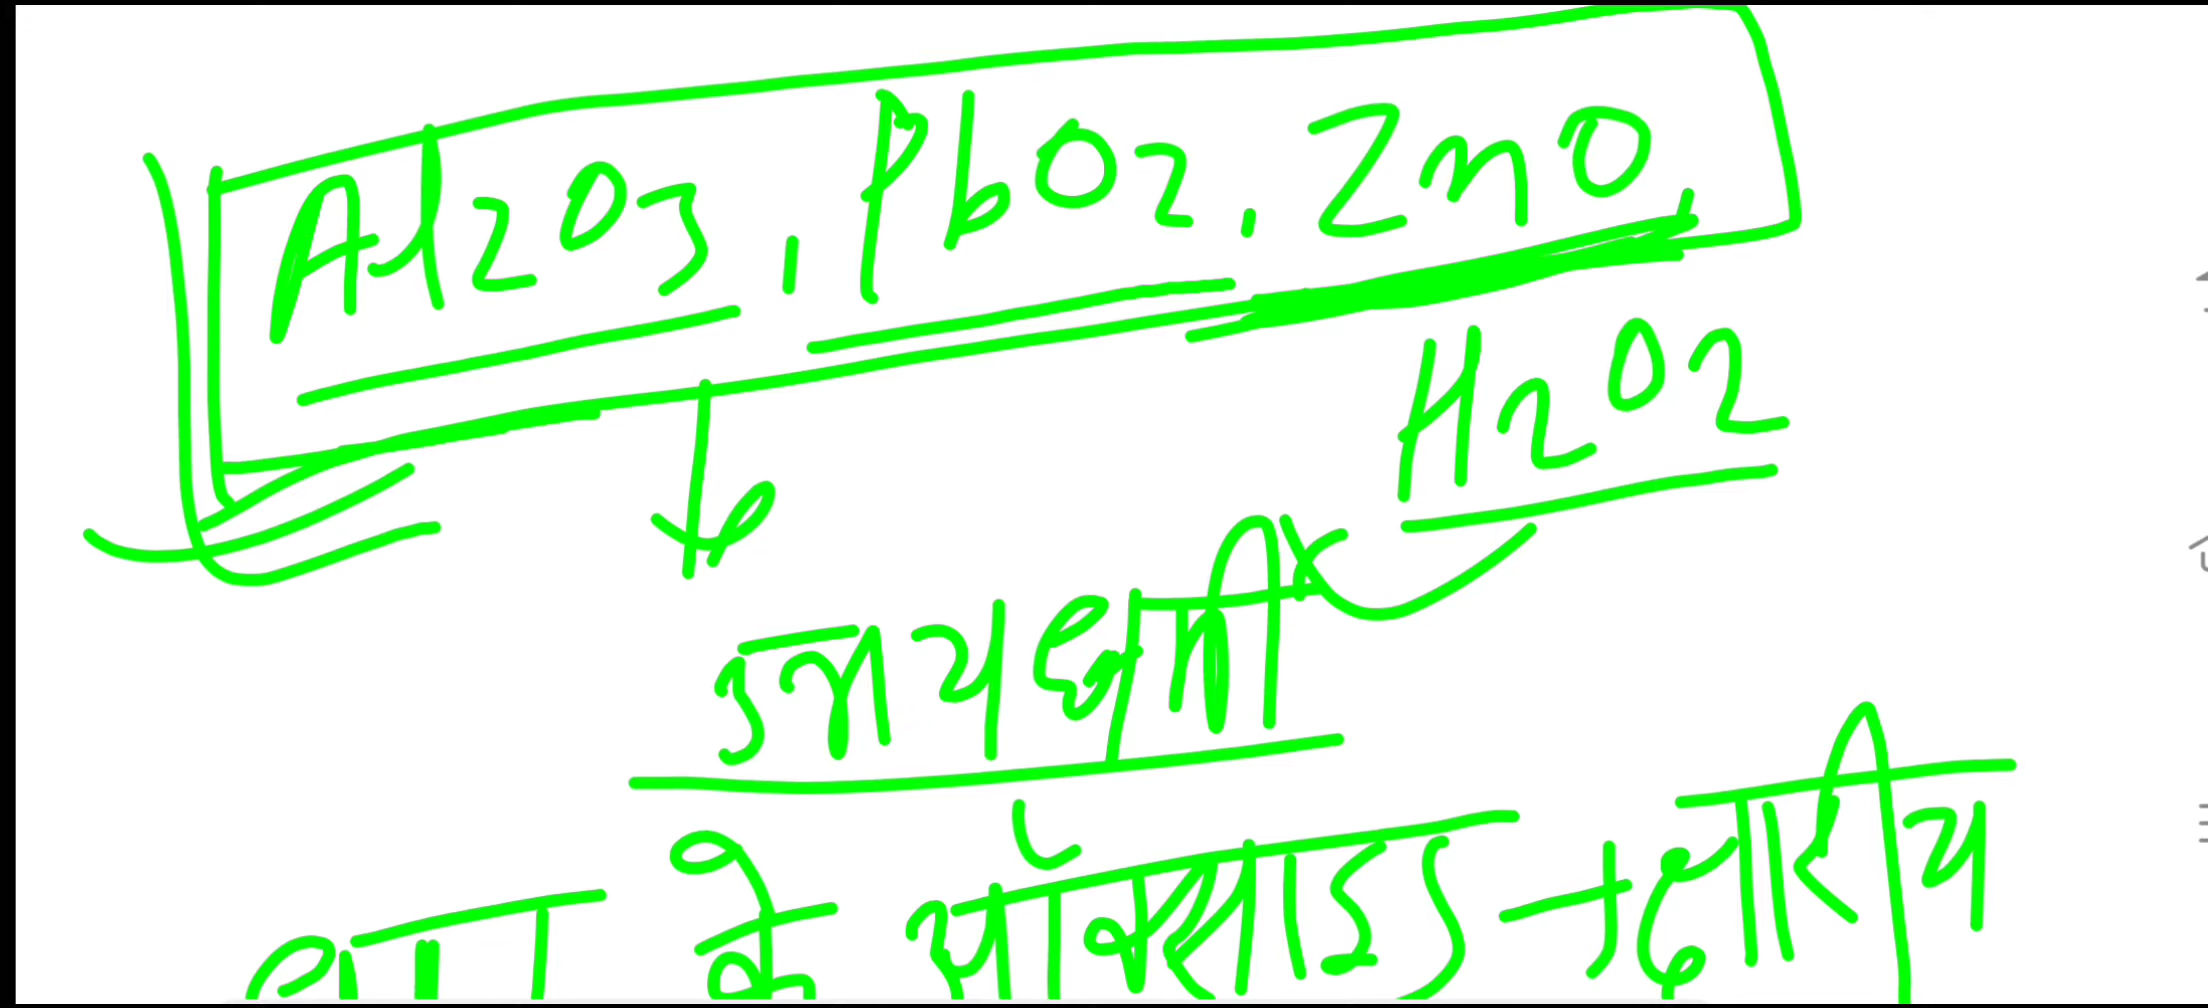 Al2O3, PbO2, ZnO,
H2O2
उभयधर्मी
के ऑक्साइड → क्षारीय